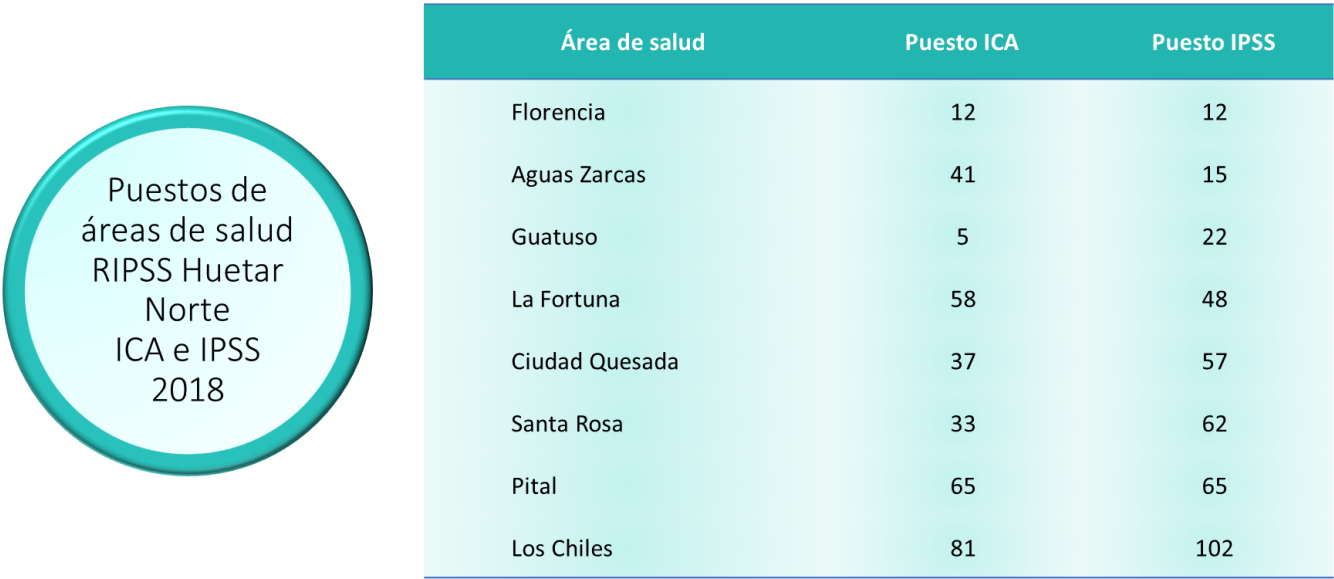 Puestos de
áreas de salud
RIPSS Huetar
Norte
ICA e IPSS
2018
Área de salud Puesto ICA Puesto IPSS
Florencia 12 12
Aguas Zarcas 41 15
Guatuso 5 22
La Fortuna 58 48
Ciudad Quesada 37 57
Santa Rosa 33 62
Pital 65 65
Los Chiles 81 102